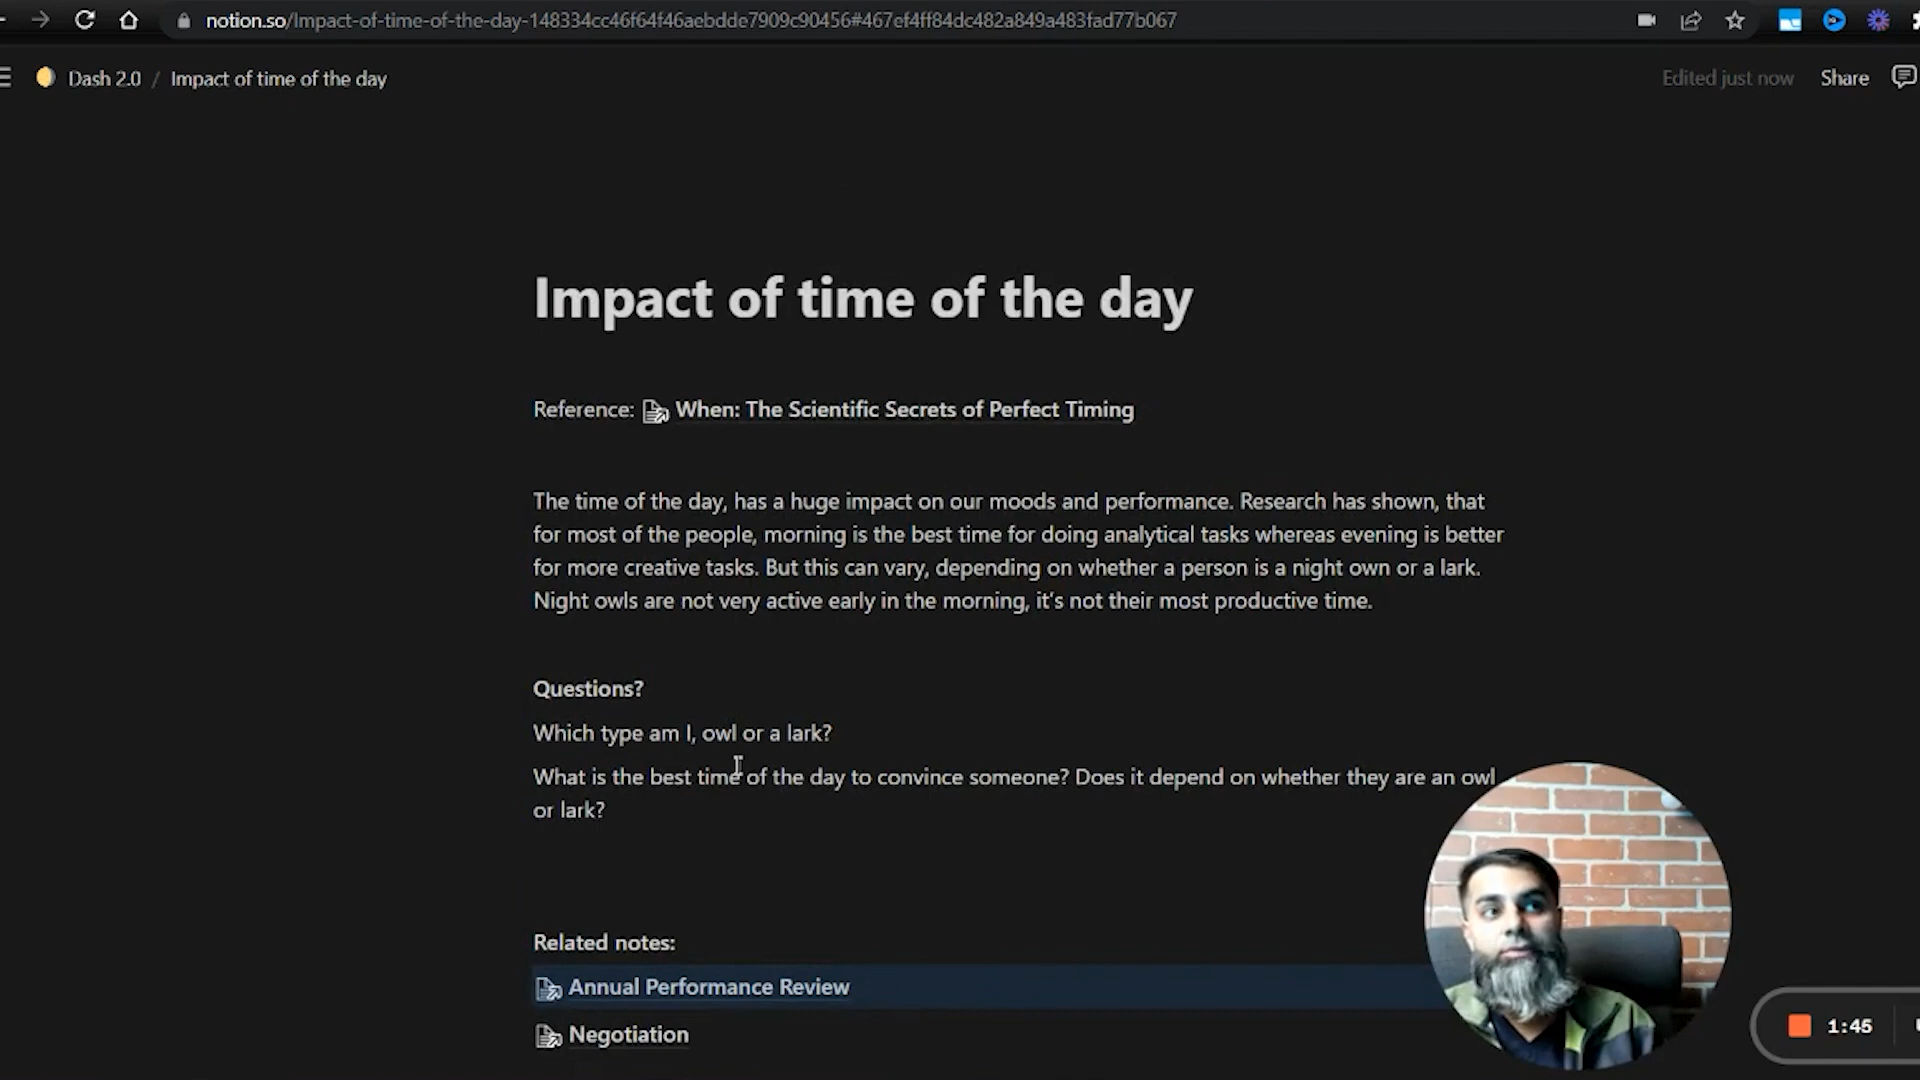 notion.so/Impact-of-time-of-the-day-148334cc46f64f46aebdde7909c90456#467ef4ff84dc482a849a483fad77b067
Dash 2.0 / Impact of time of the day
Edited just now
Share
Impact of time of the day
Reference: When: The Scientific Secrets of Perfect Timing
The time of the day, has a huge impact on our moods and performance. Research has shown, that
for most of the people, morning is the best time for doing analytical tasks whereas evening is better
for more creative tasks. But this can vary, depending on whether a person is a night own or a lark.
Night owls are not very active early in the morning, it's not their most productive time.
Questions?
Which type am I, owl or a lark?
What is the best time of the day to convince someone? Does it depend on whether they are an owl
or lark?
Related notes:
Annual Performance Review
Negotiation
1:45